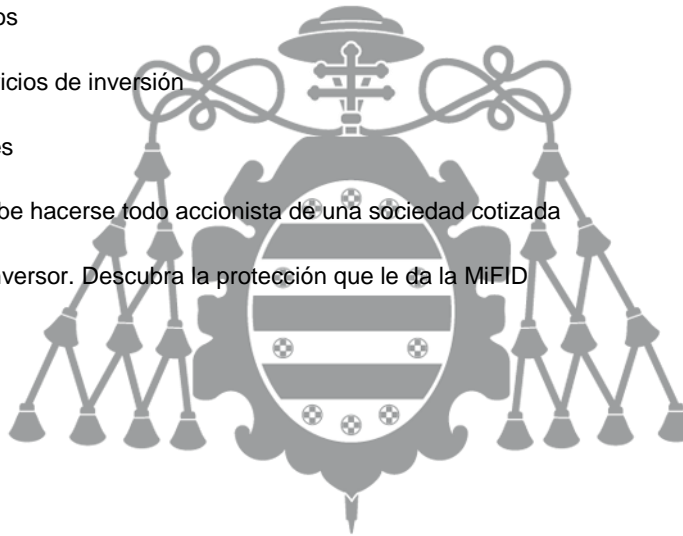 os
icios de inversión
es
be hacerse todo accionista de una sociedad cotizada
nversor. Descubra la protección que le da la MiFID